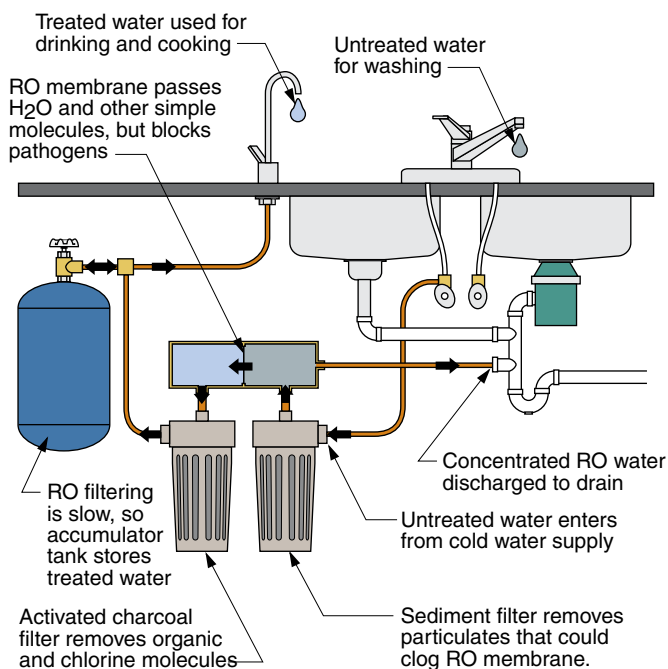 Treated water used for
drinking and cooking
Untreated water
for washing
RO membrane passes
H2O and other simple
molecules, but blocks
pathogens
Concentrated RO water
discharged to drain
RO filtering
is slow, so
accumulator
tank stores
treated water
Untreated water enters
from cold water supply
Activated charcoal
filter removes organic
and chlorine molecules
Sediment filter removes
particulates that could
clog RO membrane.